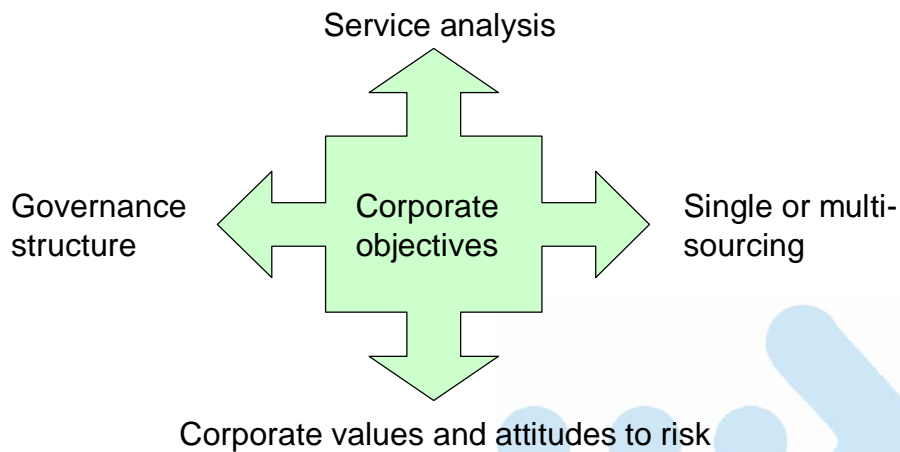 Service analysis
Governance
structure
Corporate
objectives
Single or multi-
sourcing
Corporate values and attitudes to risk